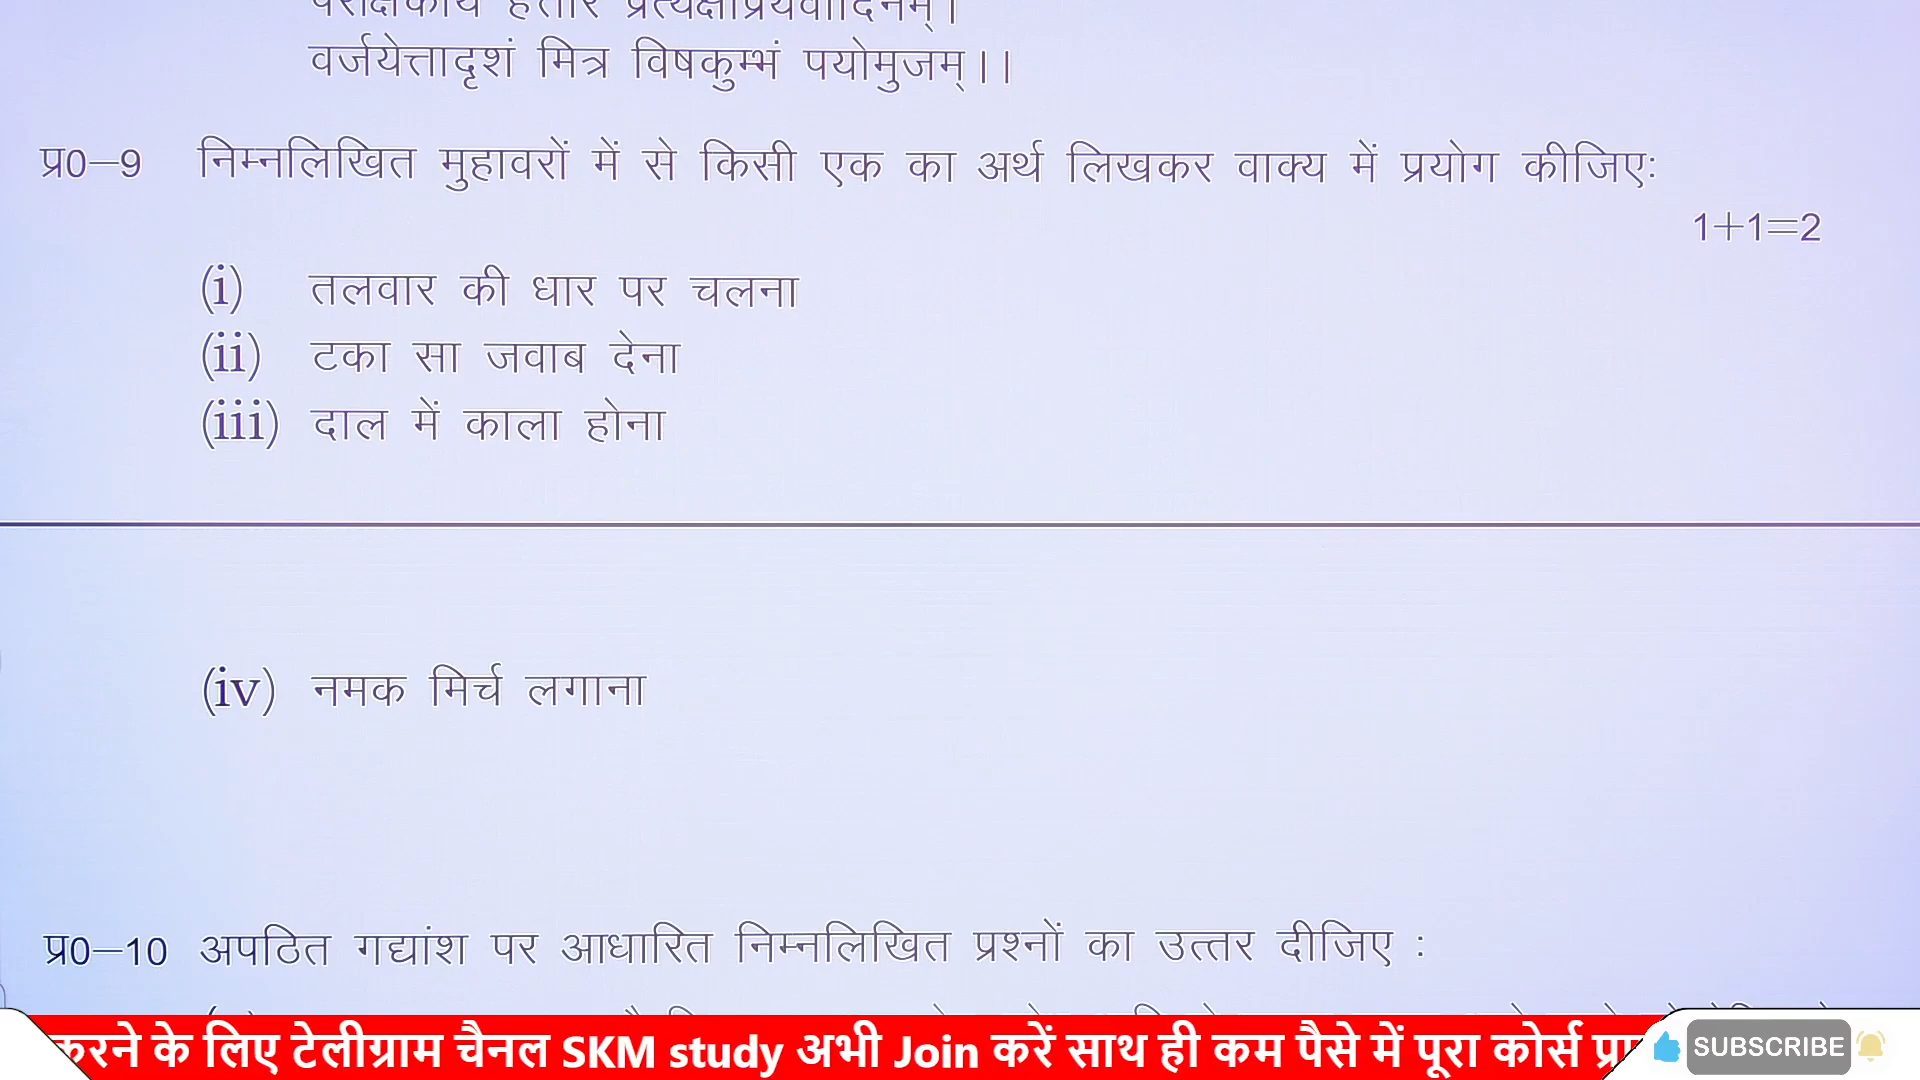 वर्जयेत्तादृशं मित्र विषकुम्भं पयोमुजम्।।
प्र0–9 निम्नलिखित मुहावरों में से किसी एक का अर्थ लिखकर वाक्य में प्रयोग कीजिएः
1+1=2
(i) तलवार की धार पर चलना
(ii) टका सा जवाब देना
(iii) दाल में काला होना
(iv) नमक मिर्च लगाना
प्र0–10 अपठित गद्यांश पर आधारित निम्नलिखित प्रश्नों का उत्तर दीजिए :
करने के लिए टेलीग्राम चैनल SKM study अभी Join करें साथ ही कम पैसे में पूरा कोर्स
SUBSCRIBE